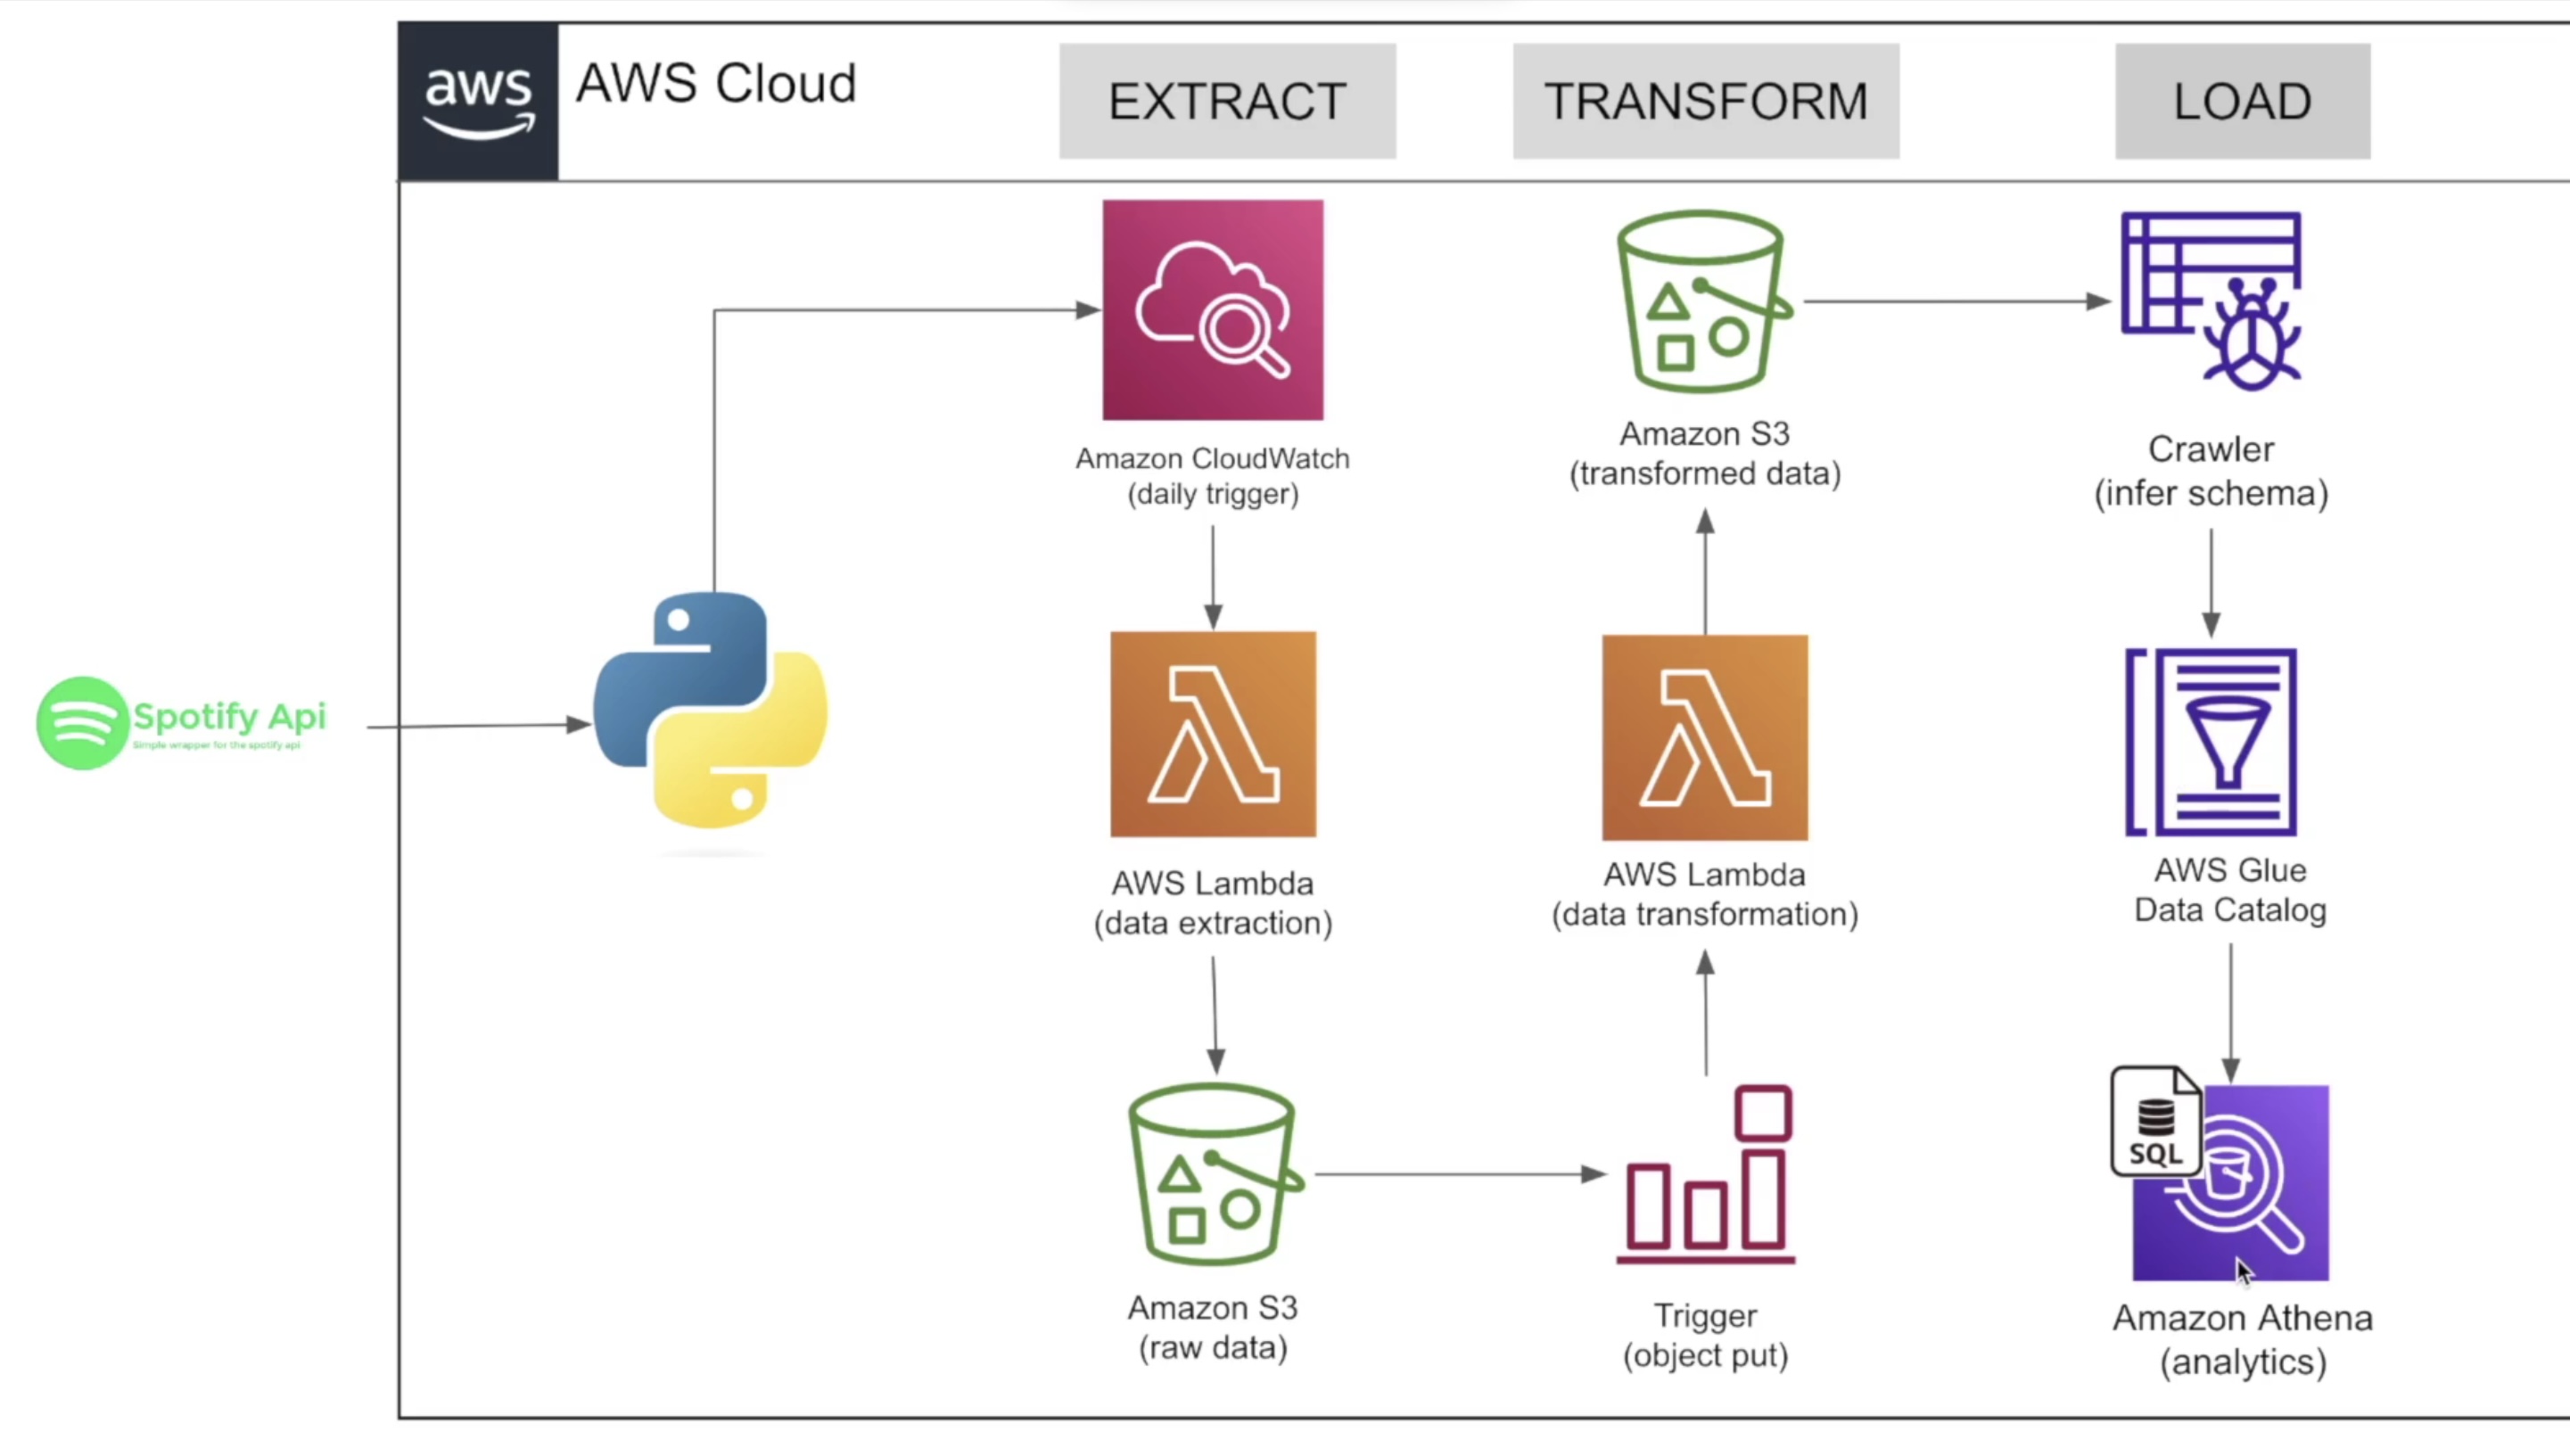 aws
AWS Cloud
EXTRACT
TRANSFORM
LOAD
Spotify Api
Simple wrapper for the spotify api
Amazon CloudWatch
(daily trigger)
AWS Lambda
(data extraction)
Amazon S3
(raw data)
Amazon S3
(transformed data)
AWS Lambda
(data transformation)
Trigger
(object put)
Crawler
(infer schema)
AWS Glue
Data Catalog
SQL
Amazon Athena
(analytics)